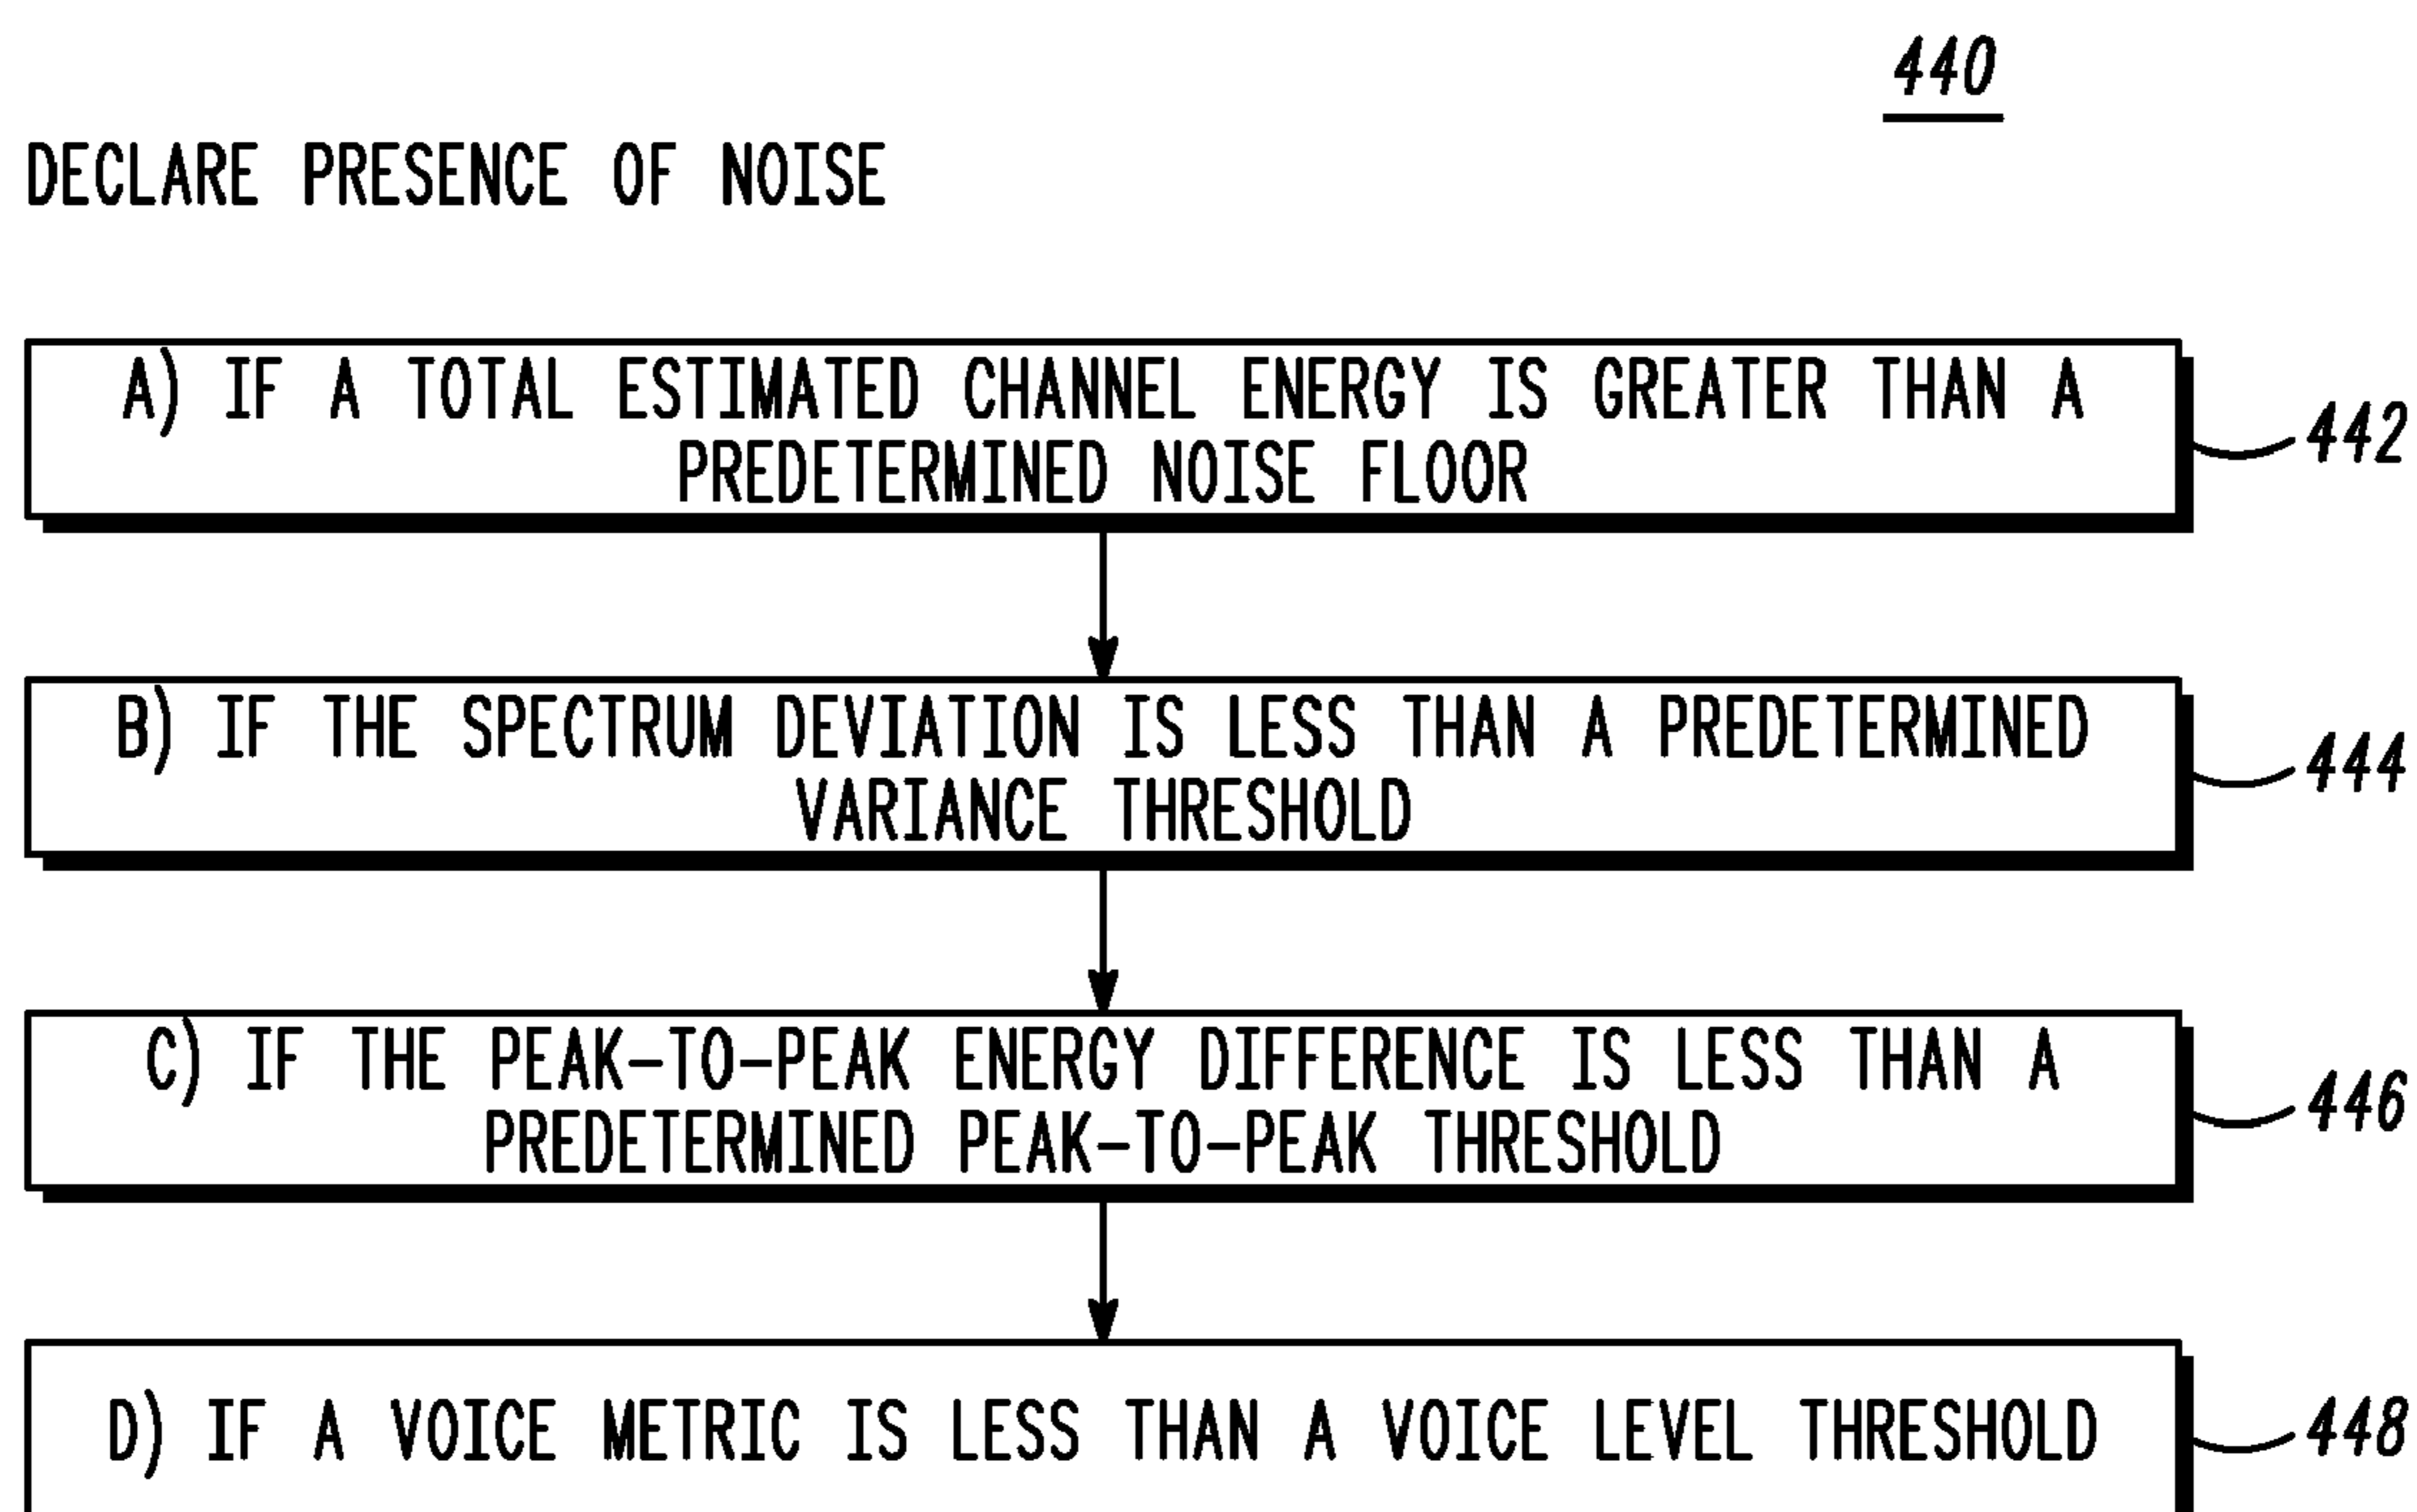 440
DECLARE PRESENCE OF NOISE
A) IF A TOTAL ESTIMATED CHANNEL ENERGY IS GREATER THAN A
PREDETERMINED NOISE FLOOR
442
B) IF THE SPECTRUM DEVIATION IS LESS THAN A PREDETERMINED
VARIANCE THRESHOLD
444
C) IF THE PEAK-TO-PEAK ENERGY DIFFERENCE IS LESS THAN A
PREDETERMINED PEAK-TO-PEAK THRESHOLD
446
D) IF A VOICE METRIC IS LESS THAN A VOICE LEVEL THRESHOLD
448